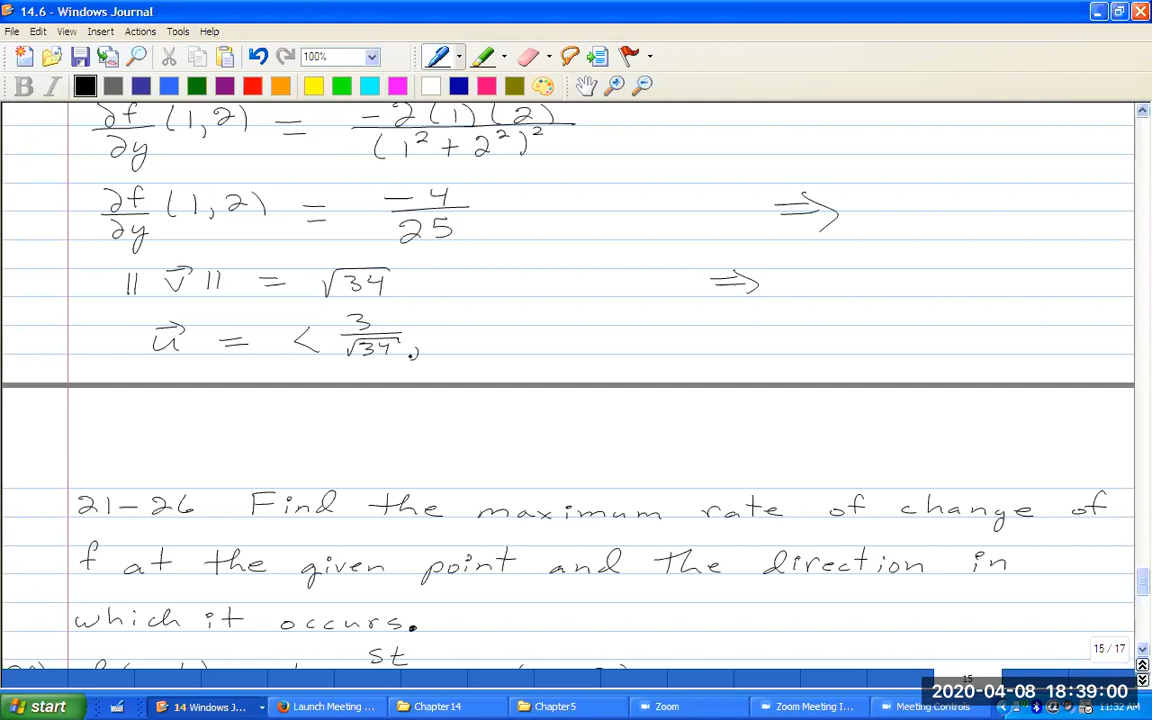 14.6 - Windows Journal
File Edit View Insert Actions Tools Help
100%
B I
∂f/∂y (1,2) = -2(1)(2)/(1² + 2²)²
∂f/∂y (1,2) = -4/25 ⇒
|| v⃗ || = √34 ⇒
u⃗ = < 3/√34,
21-26 Find the maximum rate of change of
f at the given point and the direction in
which it occurs.
st
15 / 17
15
2020-04-08 18:39:00
start 14 Windows J... Launch Meeting ... Chapter14 Chapter5 Zoom Zoom Meeting I... Meeting Controls 11:32 AM